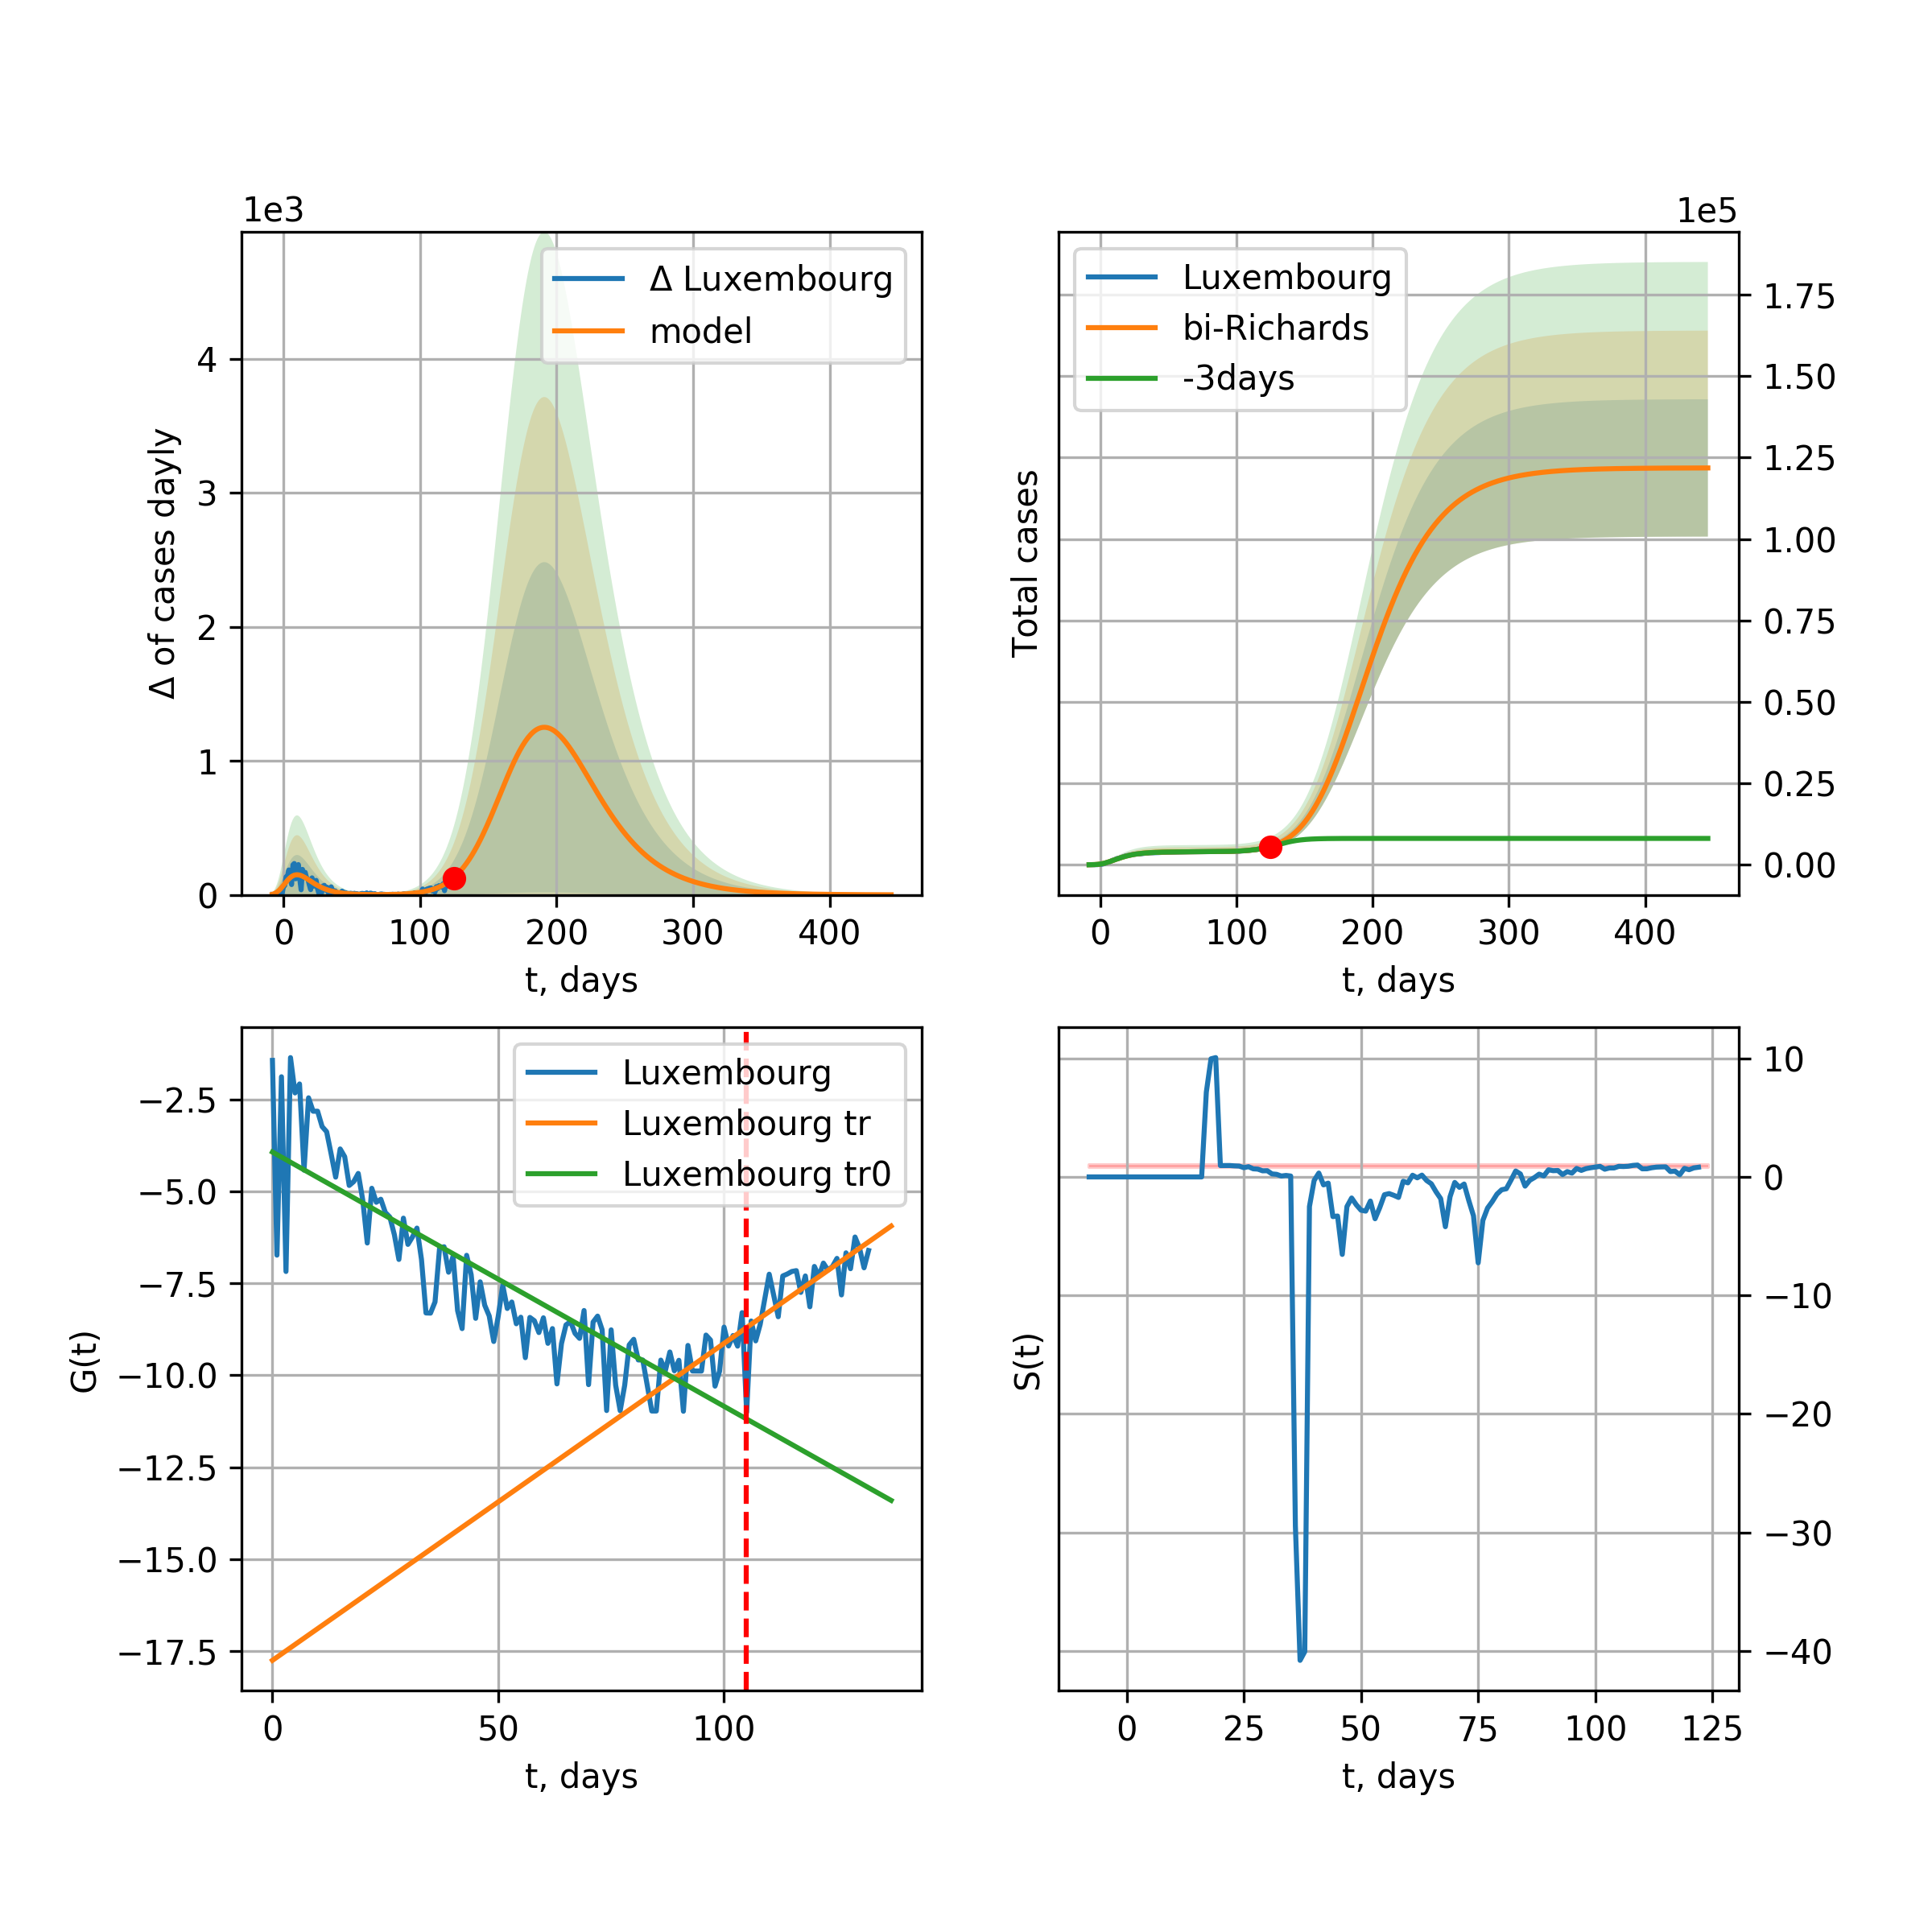 1e3
Δ Luxembourg
model
4
3
2
1
0
Δ of cases dayly
0 100 200 300 400
t, days
1e5
Luxembourg
bi-Richards
-3days
1.75
1.50
1.25
1.00
0.75
0.50
0.25
0.00
Total cases
0 100 200 300 400
t, days
Luxembourg
Luxembourg tr
Luxembourg tr0
−2.5
−5.0
−7.5
−10.0
−12.5
−15.0
−17.5
G(t)
0 50 100
t, days
10
0
−10
−20
−30
−40
S(t)
0 25 50 75 100 125
t, days